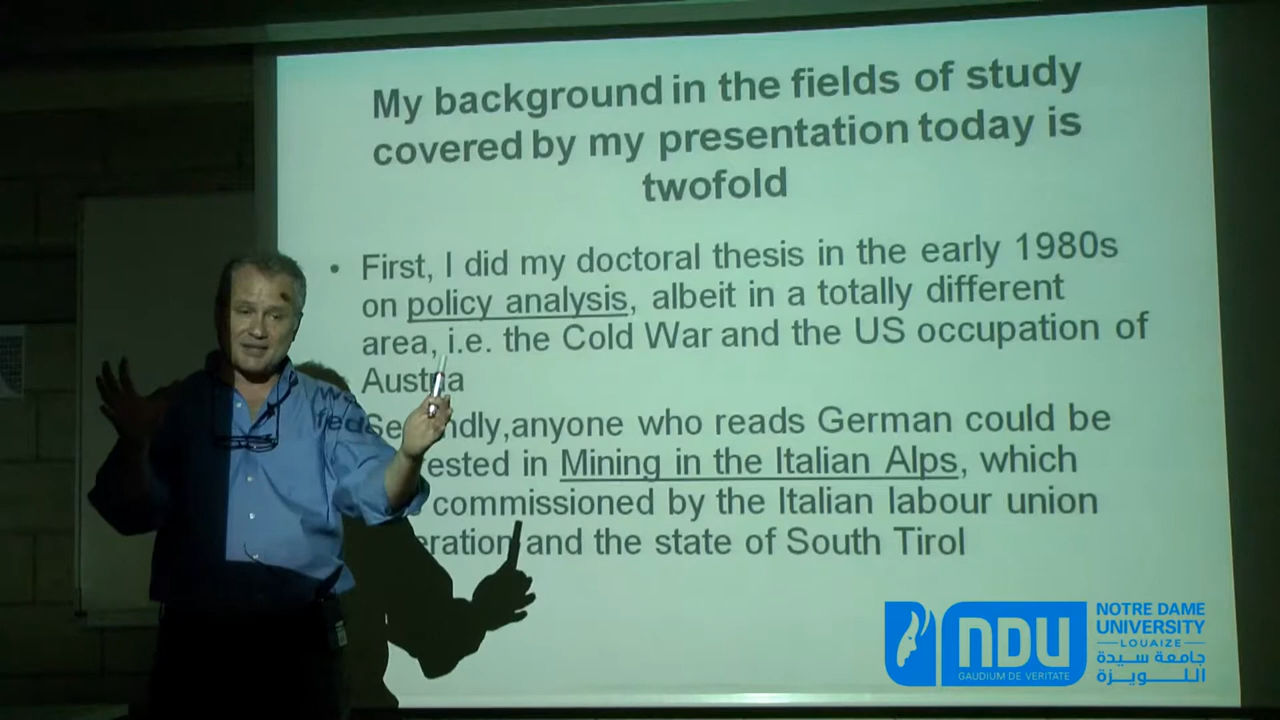 My background in the fields of study
covered by my presentation today is
twofold
• First, I did my doctoral thesis in the early 1980s
on policy analysis, albeit in a totally different
area, i.e. the Cold War and the US occupation of
Austria
Secondly, anyone who reads German could be
rested in Mining in the Italian Alps, which
commissioned by the Italian labour union
eration and the state of South Tirol
NDU
GAUDIUM DE VERITATE
NOTRE DAME
UNIVERSITY
LOUAIZE
جامعة سيدة
اللويزة